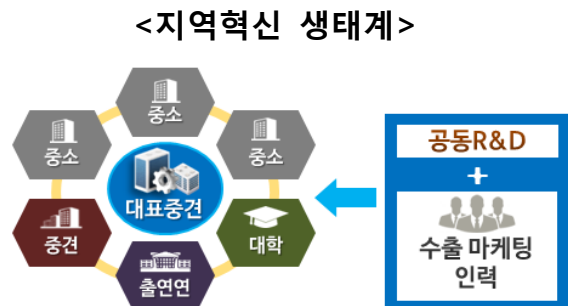 <지역혁신 생태계>
중소
중소
중소
대표중견
중견
대학
출연연
공동R&D
+
수출 마케팅
인력